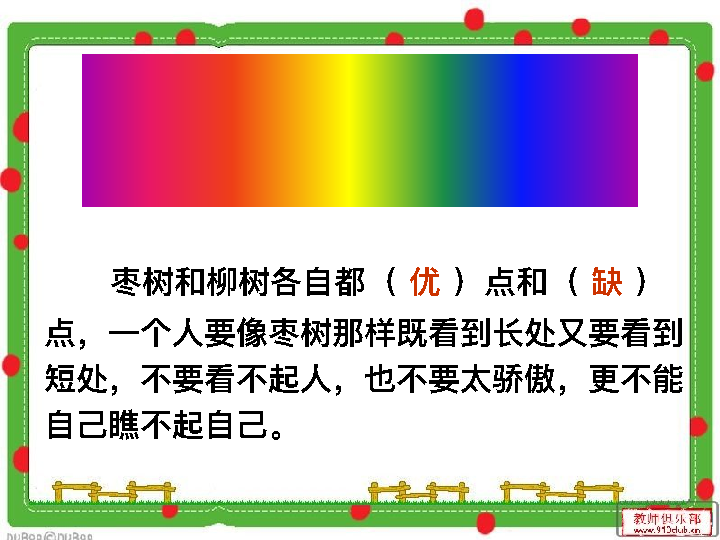 枣树和柳树各自都（ 优 ）点和（ 缺 ）
点，一个人要像枣树那样既看到长处又要看到
短处，不要看不起人，也不要太骄傲，更不能
自己瞧不起自己。
教师俱乐部
www.910club.cn